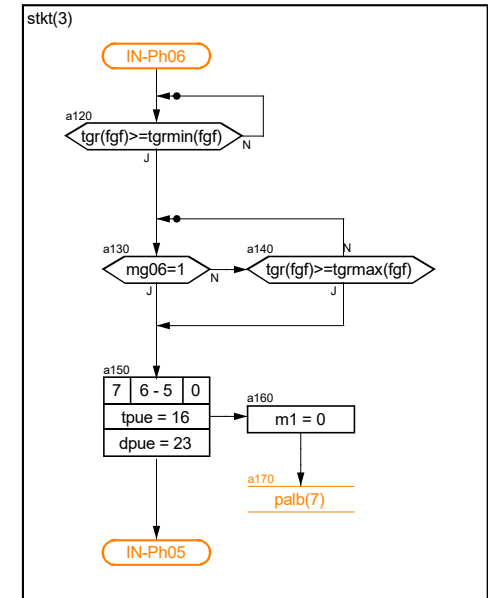 stkt(3)
IN-Ph06
a120
tgr(fgf)>=tgrmin(fgf)
N
J
a130
mg06=1
N
J
a140
N
tgr(fgf)>=tgrmax(fgf)
J
a150
7 6 - 5 0
tpue = 16
dpue = 23
a160
m1 = 0
a170
palb(7)
IN-Ph05